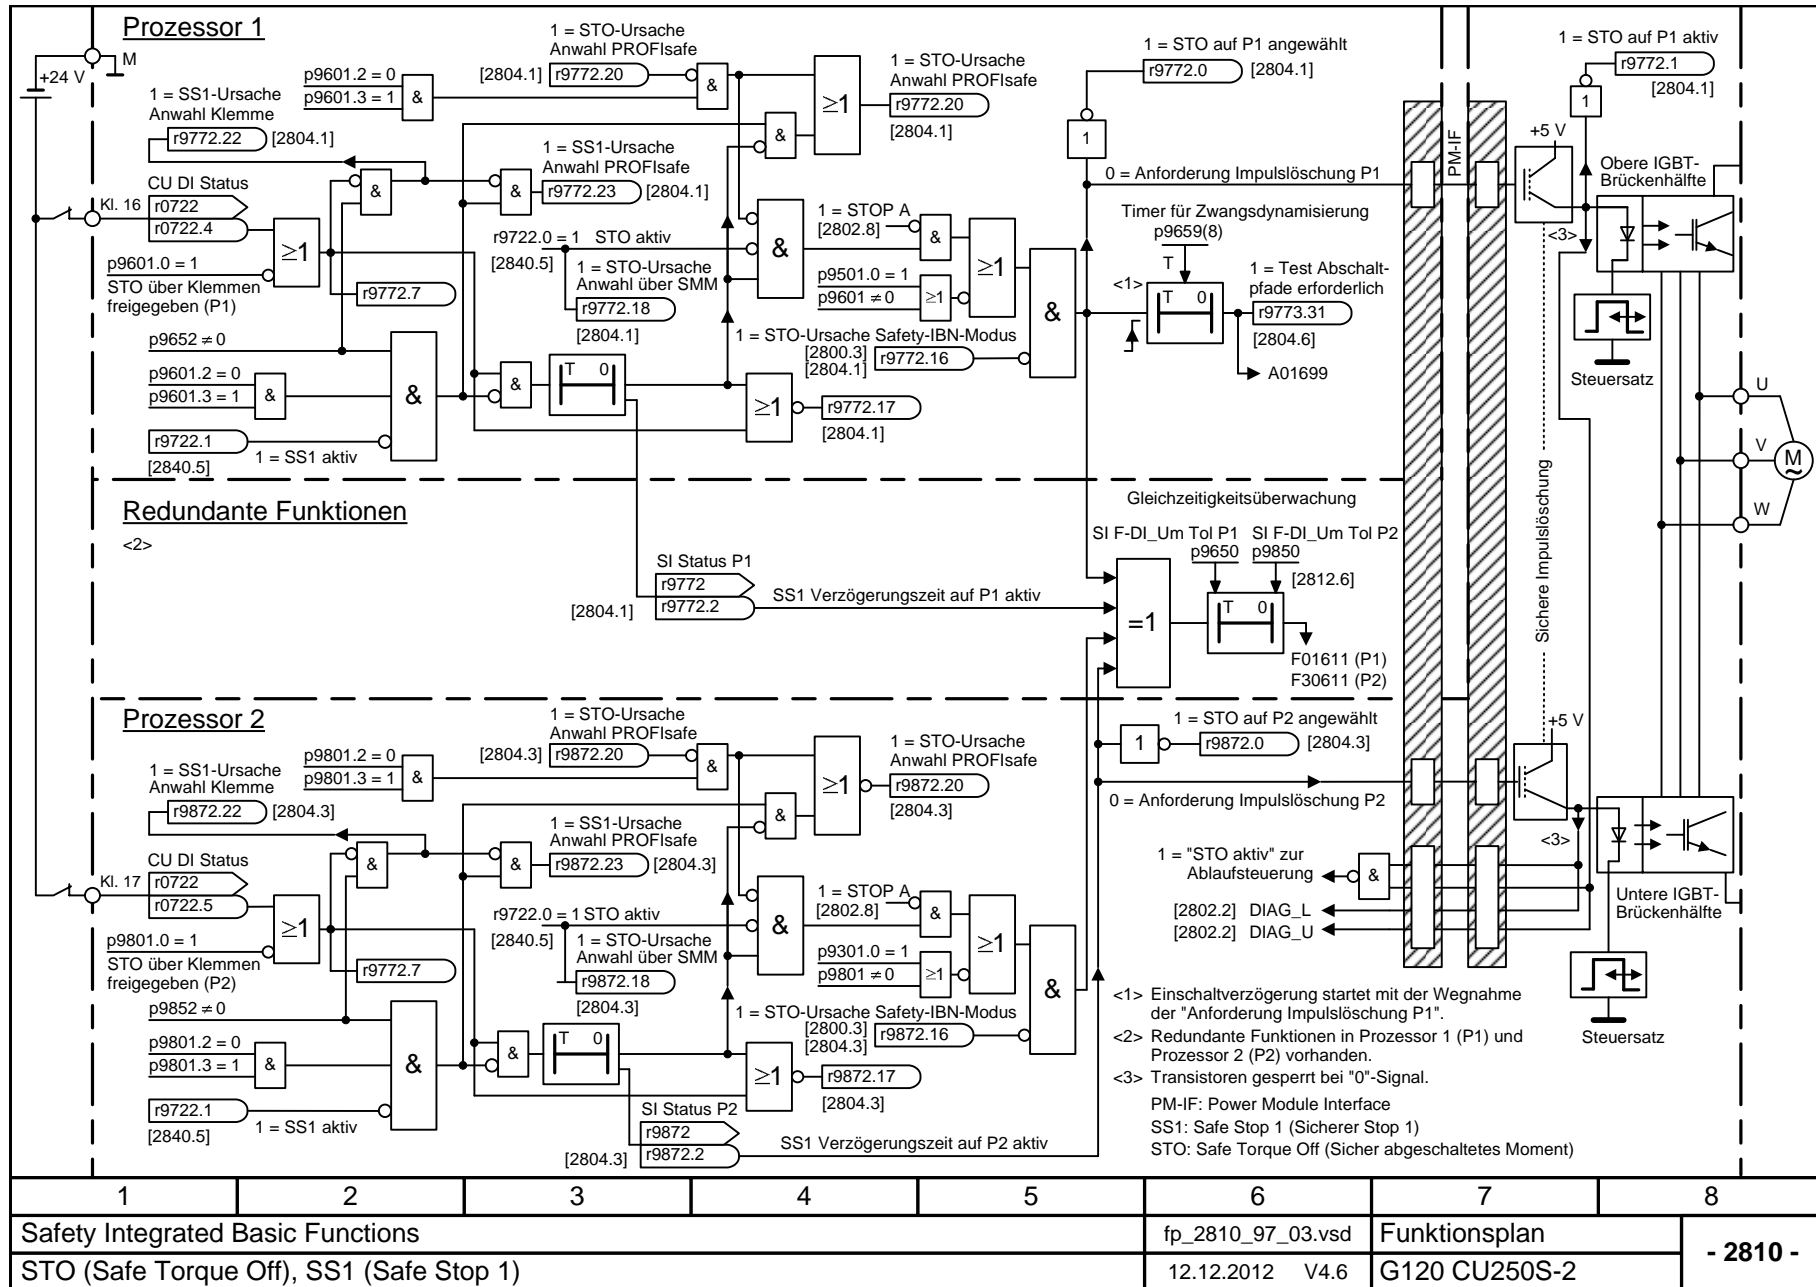 Prozessor 1
M
+24 V
1 = SS1-Ursache
Anwahl Klemme
r9772.22
[2804.1]
p9601.2 = 0
p9601.3 = 1
&
1 = STO-Ursache
Anwahl PROFIsafe
[2804.1]
r9772.20
&
≥1
1 = STO-Ursache
Anwahl PROFIsafe
r9772.20
[2804.1]
&
1 = STO auf P1 angewählt
r9772.0
[2804.1]
1
1 = STO auf P1 aktiv
r9772.1
[2804.1]
1
+5 V
PM-IF
Obere IGBT-
Brückenhälfte
CU DI Status
Kl. 16
r0722
r0722.4
&
&
1 = SS1-Ursache
Anwahl PROFIsafe
r9772.23
[2804.1]
0 = Anforderung Impulslöschung P1
<3>
p9601.0 = 1
STO über Klemmen
freigegeben (P1)
≥1
r9772.7
r9722.0 = 1
STO aktiv
[2840.5]
1 = STO-Ursache
Anwahl über SMM
r9772.18
[2804.1]
&
1 = STOP A
[2802.8]
&
p9501.0 = 1
p9601 ≠ 0
≥1
≥1
&
Timer für Zwangsdynamisierung
p9659(8)
T
<1>
T 0
1 = Test Abschalt-
pfade erforderlich
r9773.31
[2804.6]
A01699
1 = STO-Ursache Safety-IBN-Modus
[2800.3]
[2804.1]
r9772.16
Steuersatz
p9652 ≠ 0
p9601.2 = 0
p9601.3 = 1
&
&
&
T 0
≥1
r9772.17
[2804.1]
r9722.1
[2840.5]
1 = SS1 aktiv
U
V
W
M
~
Sichere Impulslöschung
Redundante Funktionen
<2>
Gleichzeitigkeitsüberwachung
SI F-DI_Um Tol P1
SI F-DI_Um Tol P2
p9650
p9850
[2812.6]
SI Status P1
r9772
[2804.1]
r9772.2
SS1 Verzögerungszeit auf P1 aktiv
=1
T 0
F01611 (P1)
F30611 (P2)
Prozessor 2
1 = SS1-Ursache
Anwahl Klemme
r9872.22
[2804.3]
p9801.2 = 0
p9801.3 = 1
&
1 = STO-Ursache
Anwahl PROFIsafe
[2804.3]
r9872.20
&
≥1
1 = STO-Ursache
Anwahl PROFIsafe
r9872.20
[2804.3]
&
1 = STO auf P2 angewählt
1
r9872.0
[2804.3]
+5 V
0 = Anforderung Impulslöschung P2
<3>
CU DI Status
Kl. 17
r0722
r0722.5
&
&
1 = SS1-Ursache
Anwahl PROFIsafe
r9872.23
[2804.3]
1 = "STO aktiv" zur
Ablaufsteuerung
&
[2802.2] DIAG_L
[2802.2] DIAG_U
Untere IGBT-
Brückenhälfte
p9801.0 = 1
STO über Klemmen
freigegeben (P2)
≥1
r9772.7
r9722.0 = 1 STO aktiv
[2840.5]
1 = STO-Ursache
Anwahl über SMM
r9872.18
[2804.3]
&
1 = STOP A
[2802.8]
&
p9301.0 = 1
p9801 ≠ 0
≥1
≥1
&
1 = STO-Ursache Safety-IBN-Modus
[2800.3]
[2804.3]
r9872.16
Steuersatz
p9852 ≠ 0
p9801.2 = 0
p9801.3 = 1
&
&
&
T 0
≥1
r9872.17
[2804.3]
r9722.1
[2840.5]
1 = SS1 aktiv
SI Status P2
r9872
[2804.3]
r9872.2
SS1 Verzögerungszeit auf P2 aktiv
<1> Einschaltverzögerung startet mit der Wegnahme
der "Anforderung Impulslöschung P1".
<2> Redundante Funktionen in Prozessor 1 (P1) und
Prozessor 2 (P2) vorhanden.
<3> Transistoren gesperrt bei "0"-Signal.
PM-IF: Power Module Interface
SS1: Safe Stop 1 (Sicherer Stop 1)
STO: Safe Torque Off (Sicher abgeschaltetes Moment)
1 2 3 4 5 6 7 8
Safety Integrated Basic Functions
fp_2810_97_03.vsd
Funktionsplan
- 2810 -
STO (Safe Torque Off), SS1 (Safe Stop 1)
12.12.2012 V4.6
G120 CU250S-2